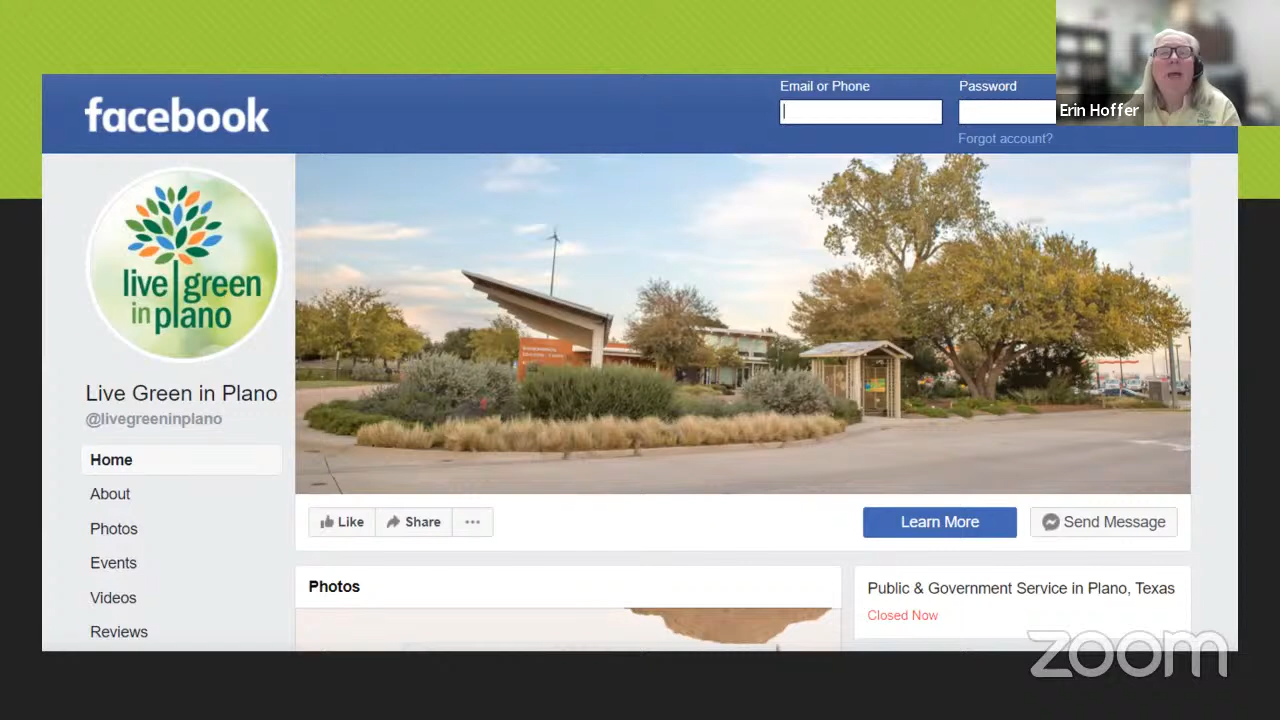 Email or Phone
Password
Erin Hoffer
facebook
Forgot account?
live green
in plano
Live Green in Plano
@livegreeninplano
Home
About
Photos
Events
Videos
Reviews
Like
Share
Learn More
Send Message
Photos
Public & Government Service in Plano, Texas
Closed Now
zoom